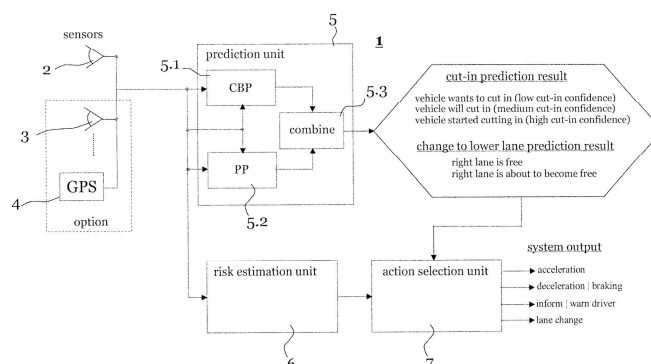 sensors
2
3
GPS
4
option
5
1
prediction unit
5.1
CBP
5.3
combine
PP
5.2
cut-in prediction result
vehicle wants to cut in (low cut-in confidence)
vehicle will cut in (medium cut-in confidence)
vehicle started cutting in (high cut-in confidence)
change to lower lane prediction result
right lane is free
right lane is about to become free
risk estimation unit
6
action selection unit
7
system output
acceleration
deceleration | braking
inform | warn driver
lane change